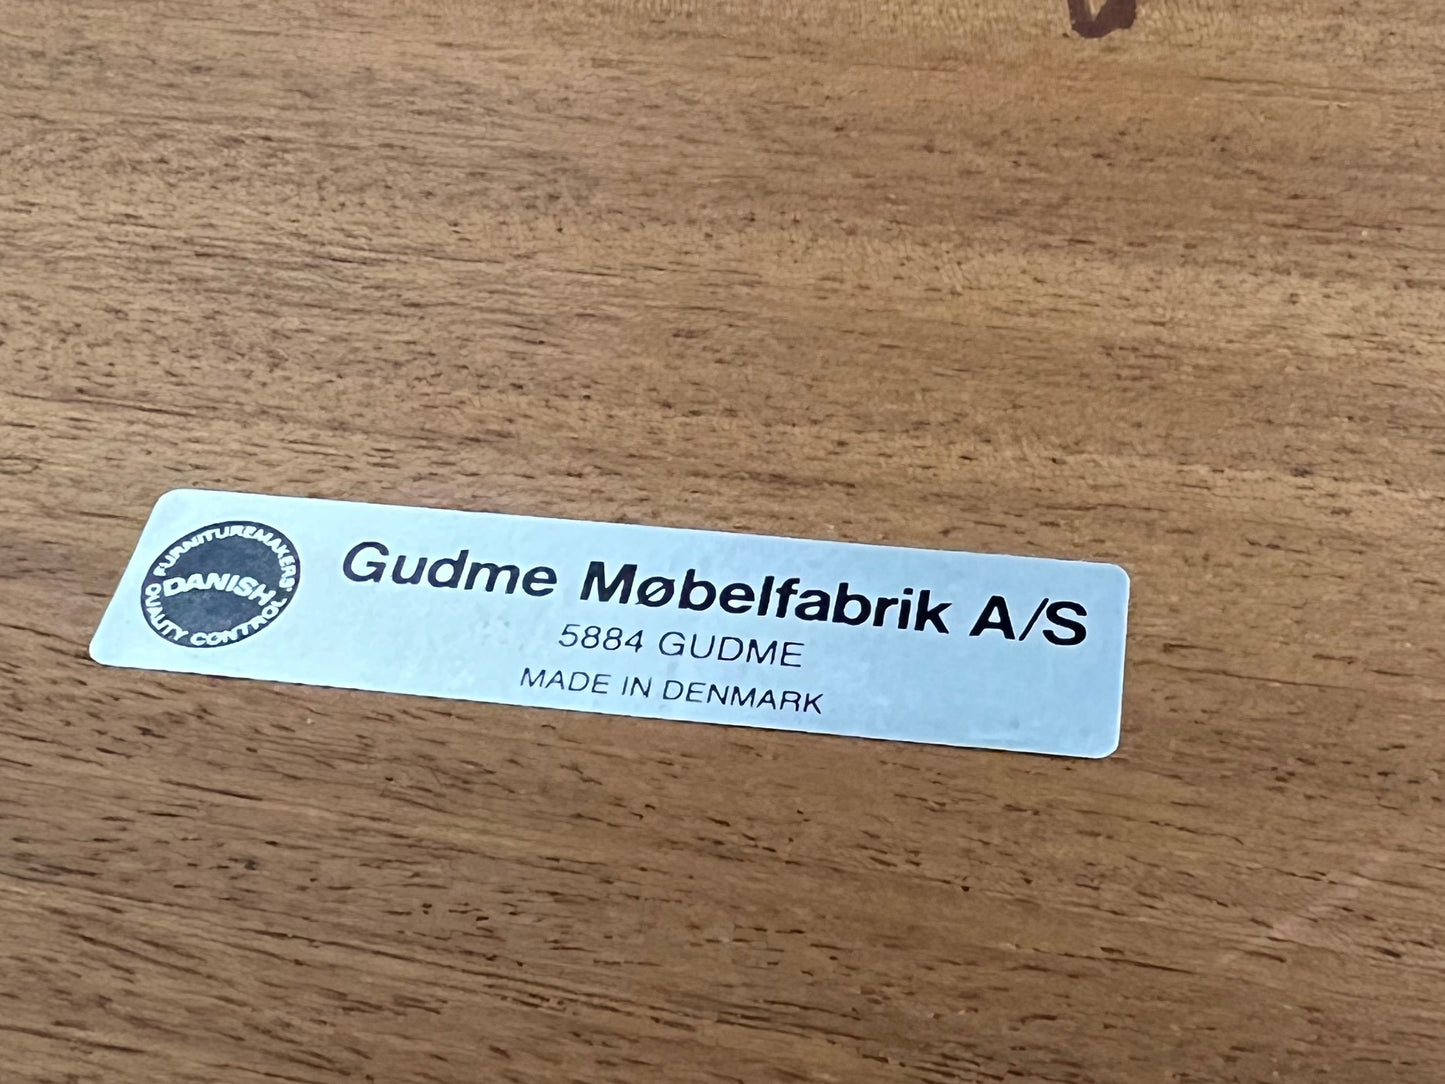 FURNITUREMAKERS'
DANISH
QUALITY CONTROL
Gudme Møbelfabrik A/S
5884 GUDME
MADE IN DENMARK